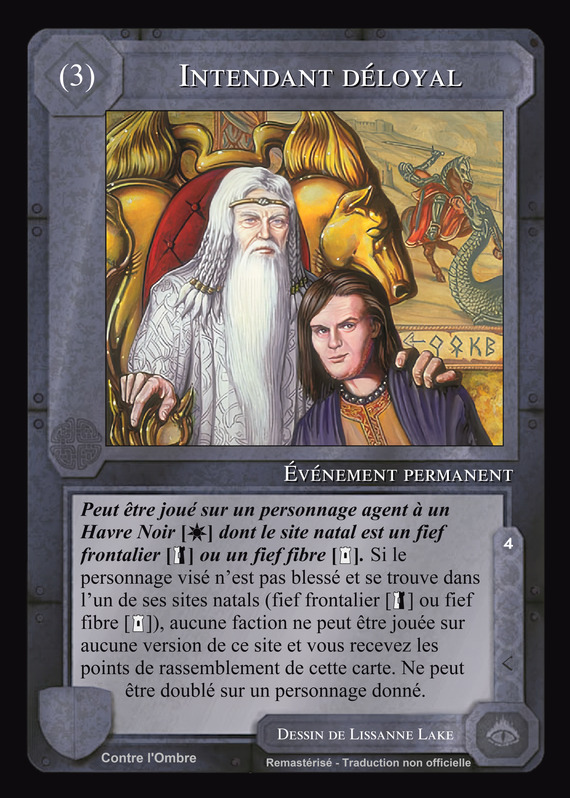 (3)
INTENDANT DÉLOYAL
ÉVÉNEMENT PERMANENT
Peut être joué sur un personnage agent à un
Havre Noir [] dont le site natal est un fief
frontalier [] ou un fief fibre []. Si le
personnage visé n'est pas blessé et se trouve dans
l'un de ses sites natals (fief frontalier [] ou fief
fibre []), aucune faction ne peut être jouée sur
aucune version de ce site et vous recevez les
points de rassemblement de cette carte. Ne peut
être doublé sur un personnage donné.
4
DESSIN DE LISSANNE LAKE
Contre l'Ombre
Remastérisé - Traduction non officielle